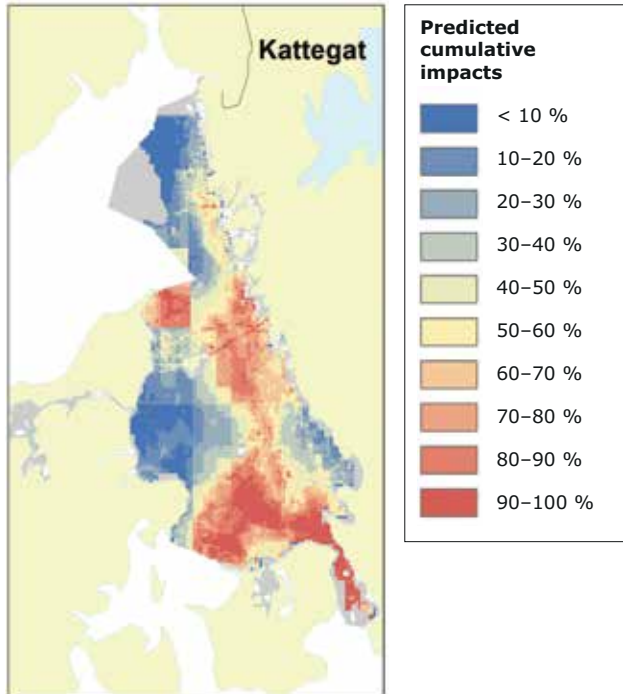 Kattegat
Predicted
cumulative
impacts
< 10 %
10–20 %
20–30 %
30–40 %
40–50 %
50–60 %
60–70 %
70–80 %
80–90 %
90–100 %